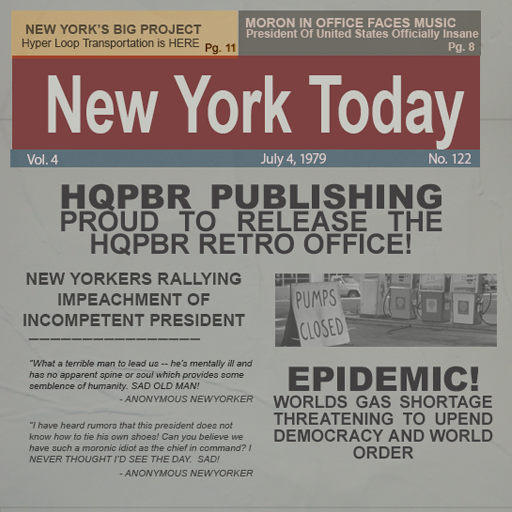 NEW YORK'S BIG PROJECT
Hyper Loop Transportation is HERE
Pg. 11
MORON IN OFFICE FACES MUSIC
President Of United States Officially Insane
Pg. 8
New York Today
Vol. 4
July 4, 1979
No. 122
HQPBR PUBLISHING
PROUD TO RELEASE THE
HQPBR RETRO OFFICE!
NEW YORKERS RALLYING
IMPEACHMENT OF
INCOMPETENT PRESIDENT
"What a terrible man to lead us -- he's mentally ill and
has no apparent spine or soul which provides some
semblence of humanity. SAD OLD MAN!
- ANONYMOUS NEWYORKER
"I have heard rumors that this president does not
know how to tie his own shoes! Can you believe we
have such a moronic idiot as the chief in command? I
NEVER THOUGHT I'D SEE THE DAY. SAD!
- ANONYMOUS NEWYORKER
PUMPS
CLOSED
EPIDEMIC!
WORLDS GAS SHORTAGE
THREATENING TO UPEND
DEMOCRACY AND WORLD
ORDER